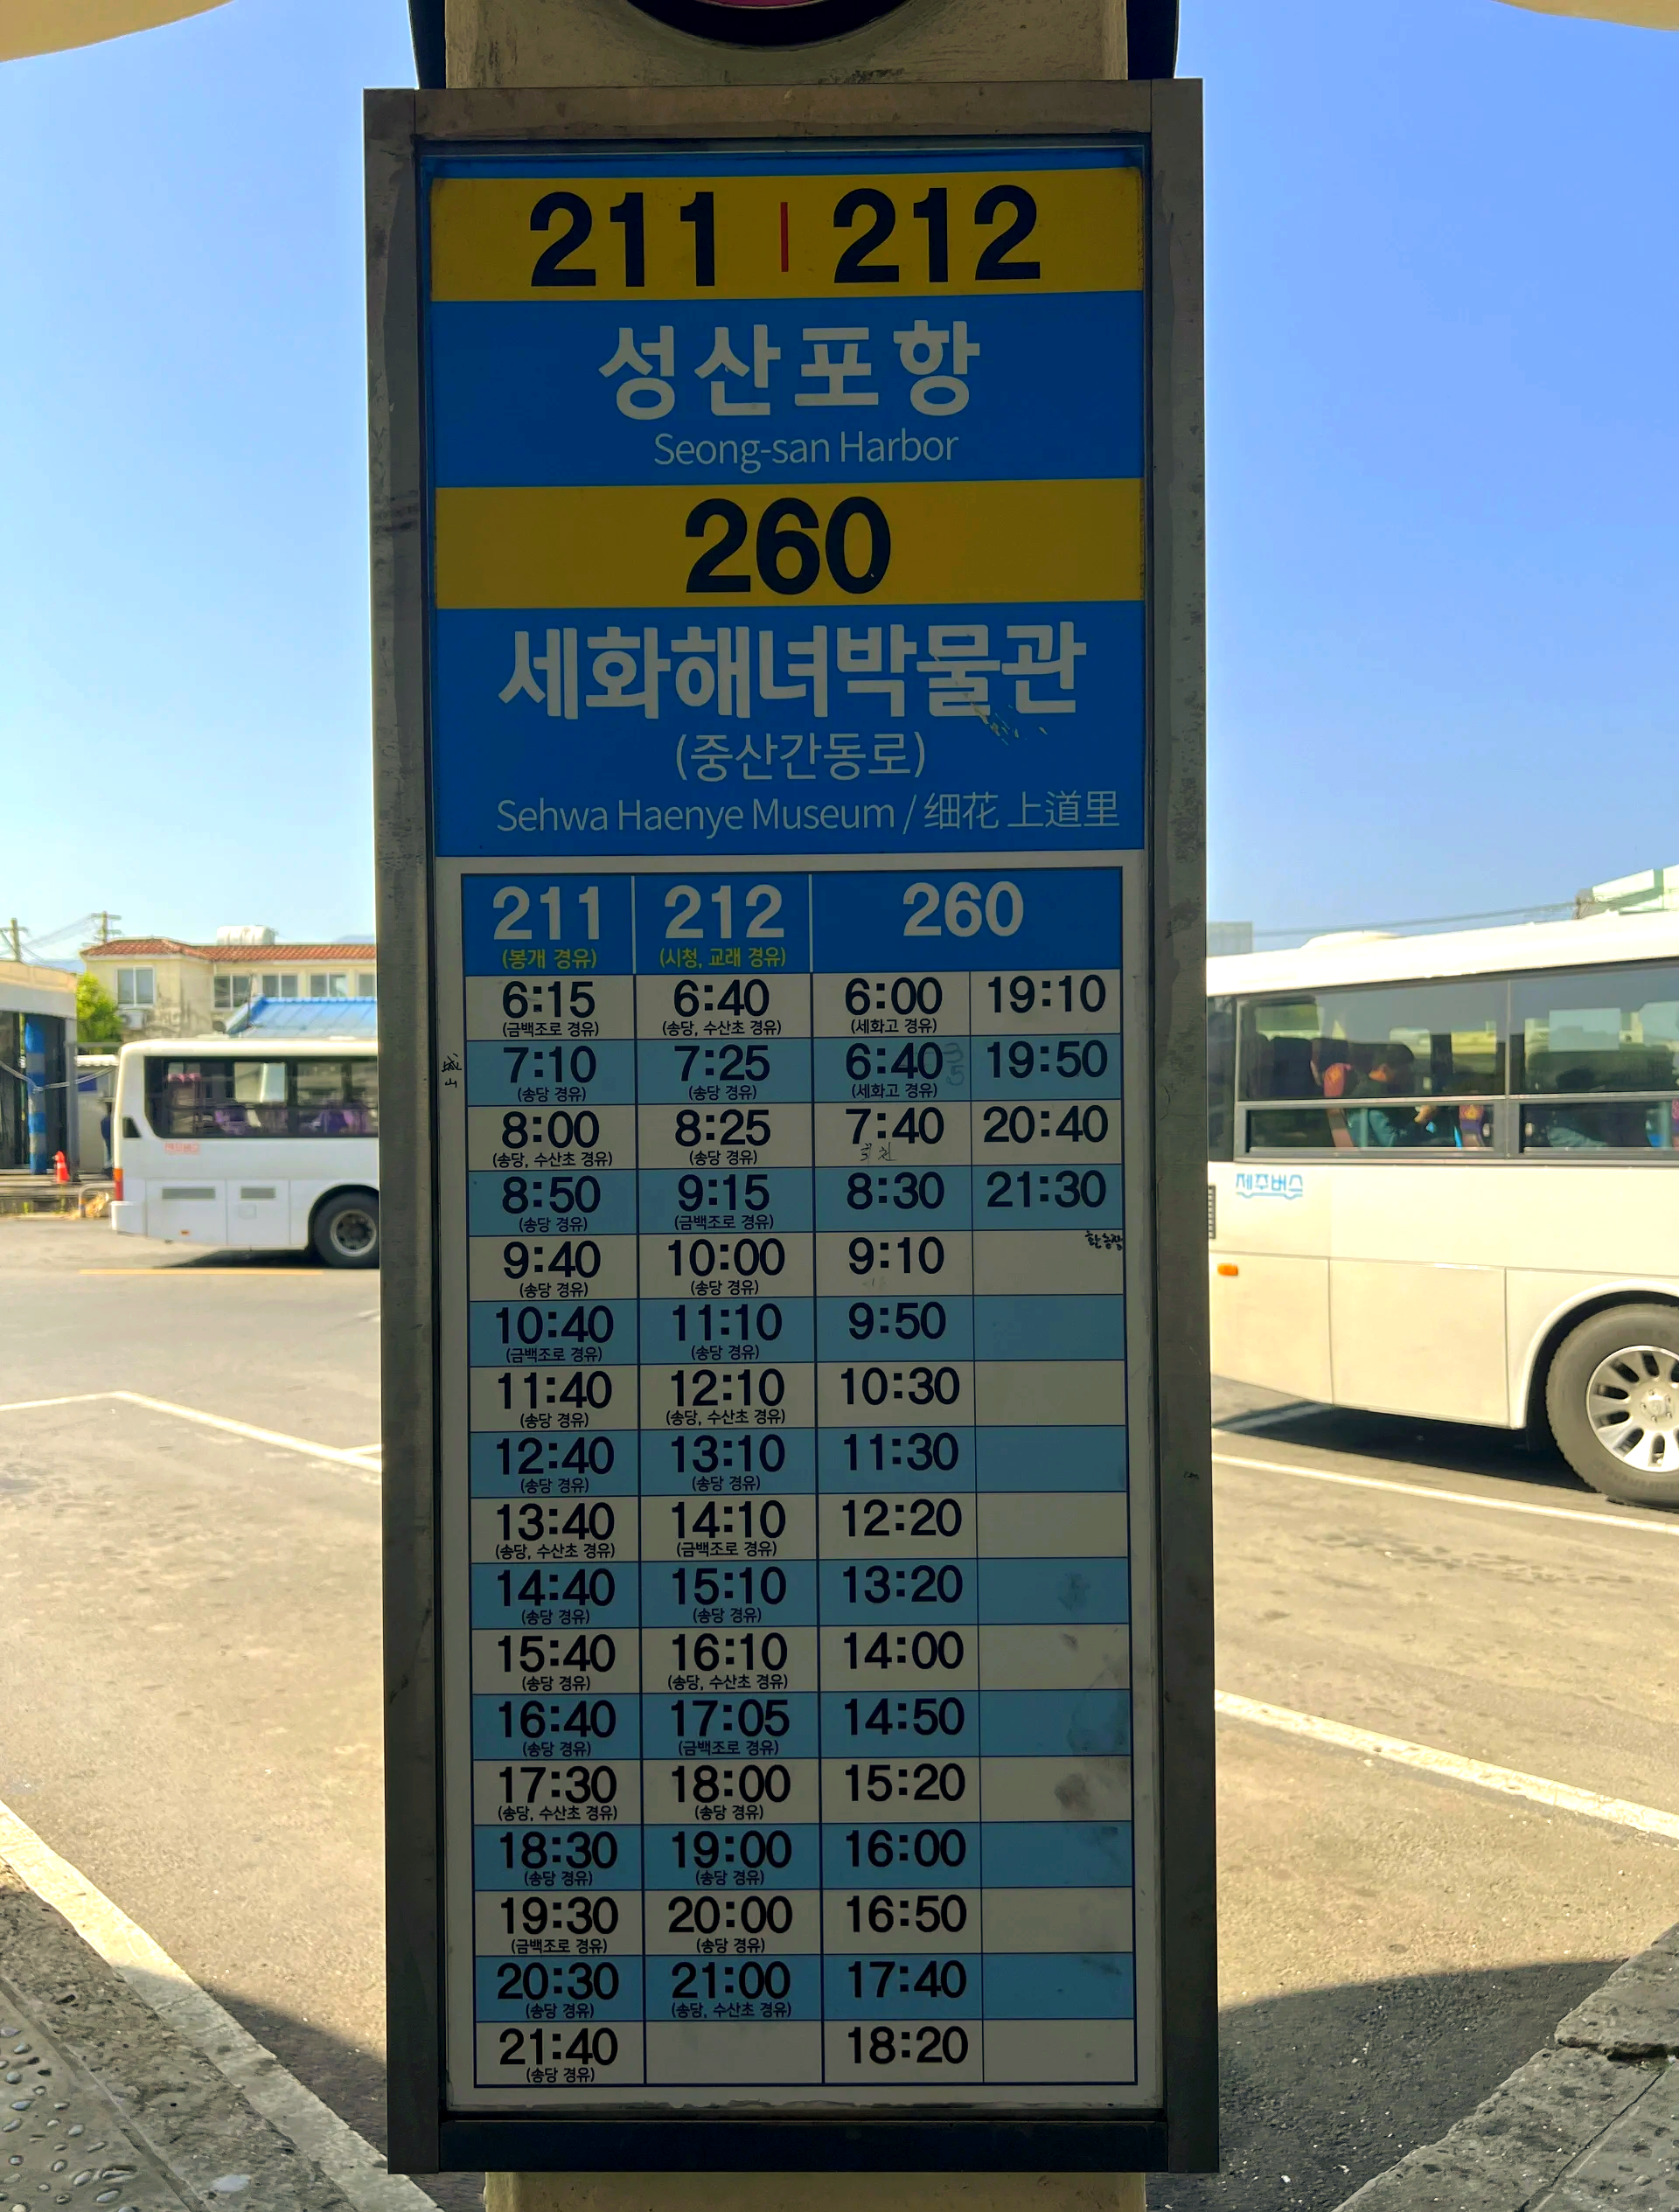 211 | 212
성산포항
Seong-san Harbor
260
세화해녀박물관
(중산간동로)
Sehwa Haenye Museum / 细花 上道里
211 212 260
(봉개 경유) (시청, 교래 경유)
6:15 6:40 6:00 19:10
(금백조로 경유) (송당, 수산초 경유) (세화고 경유)
7:10 7:25 6:40 19:50
(송당 경유) (송당 경유) (세화고 경유)
8:00 8:25 7:40 20:40
(송당, 수산초 경유) (송당 경유)
8:50 9:15 8:30 21:30
(송당 경유) (금백조로 경유)
9:40 10:00 9:10
(송당 경유) (송당 경유)
10:40 11:10 9:50
(금백조로 경유) (송당 경유)
11:40 12:10 10:30
(송당 경유) (송당, 수산초 경유)
12:40 13:10 11:30
(송당 경유) (송당 경유)
13:40 14:10 12:20
(송당, 수산초 경유) (금백조로 경유)
14:40 15:10 13:20
(송당 경유) (송당 경유)
15:40 16:10 14:00
(송당 경유) (송당, 수산초 경유)
16:40 17:05 14:50
(송당 경유) (금백조로 경유)
17:30 18:00 15:20
(송당, 수산초 경유) (송당 경유)
18:30 19:00 16:00
(송당 경유) (송당 경유)
19:30 20:00 16:50
(금백조로 경유) (송당 경유)
20:30 21:00 17:40
(송당 경유) (송당, 수산초 경유)
21:40 18:20
(송당 경유)
제주버스